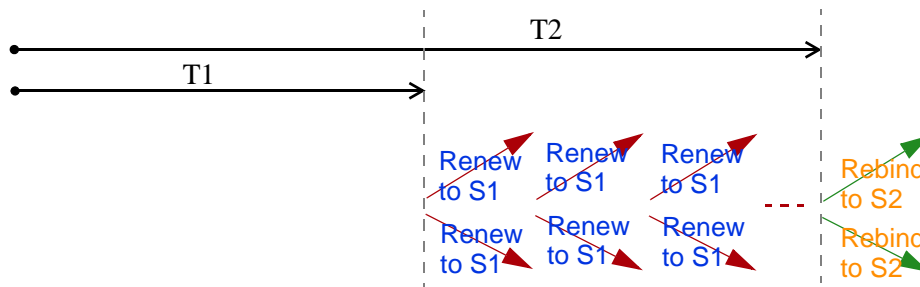 T2
T1
Renew
to S1
Renew
to S1
Renew
to S1
Rebind
to S2
Renew
to S1
Renew
to S1
Renew
to S1
Rebind
to S2